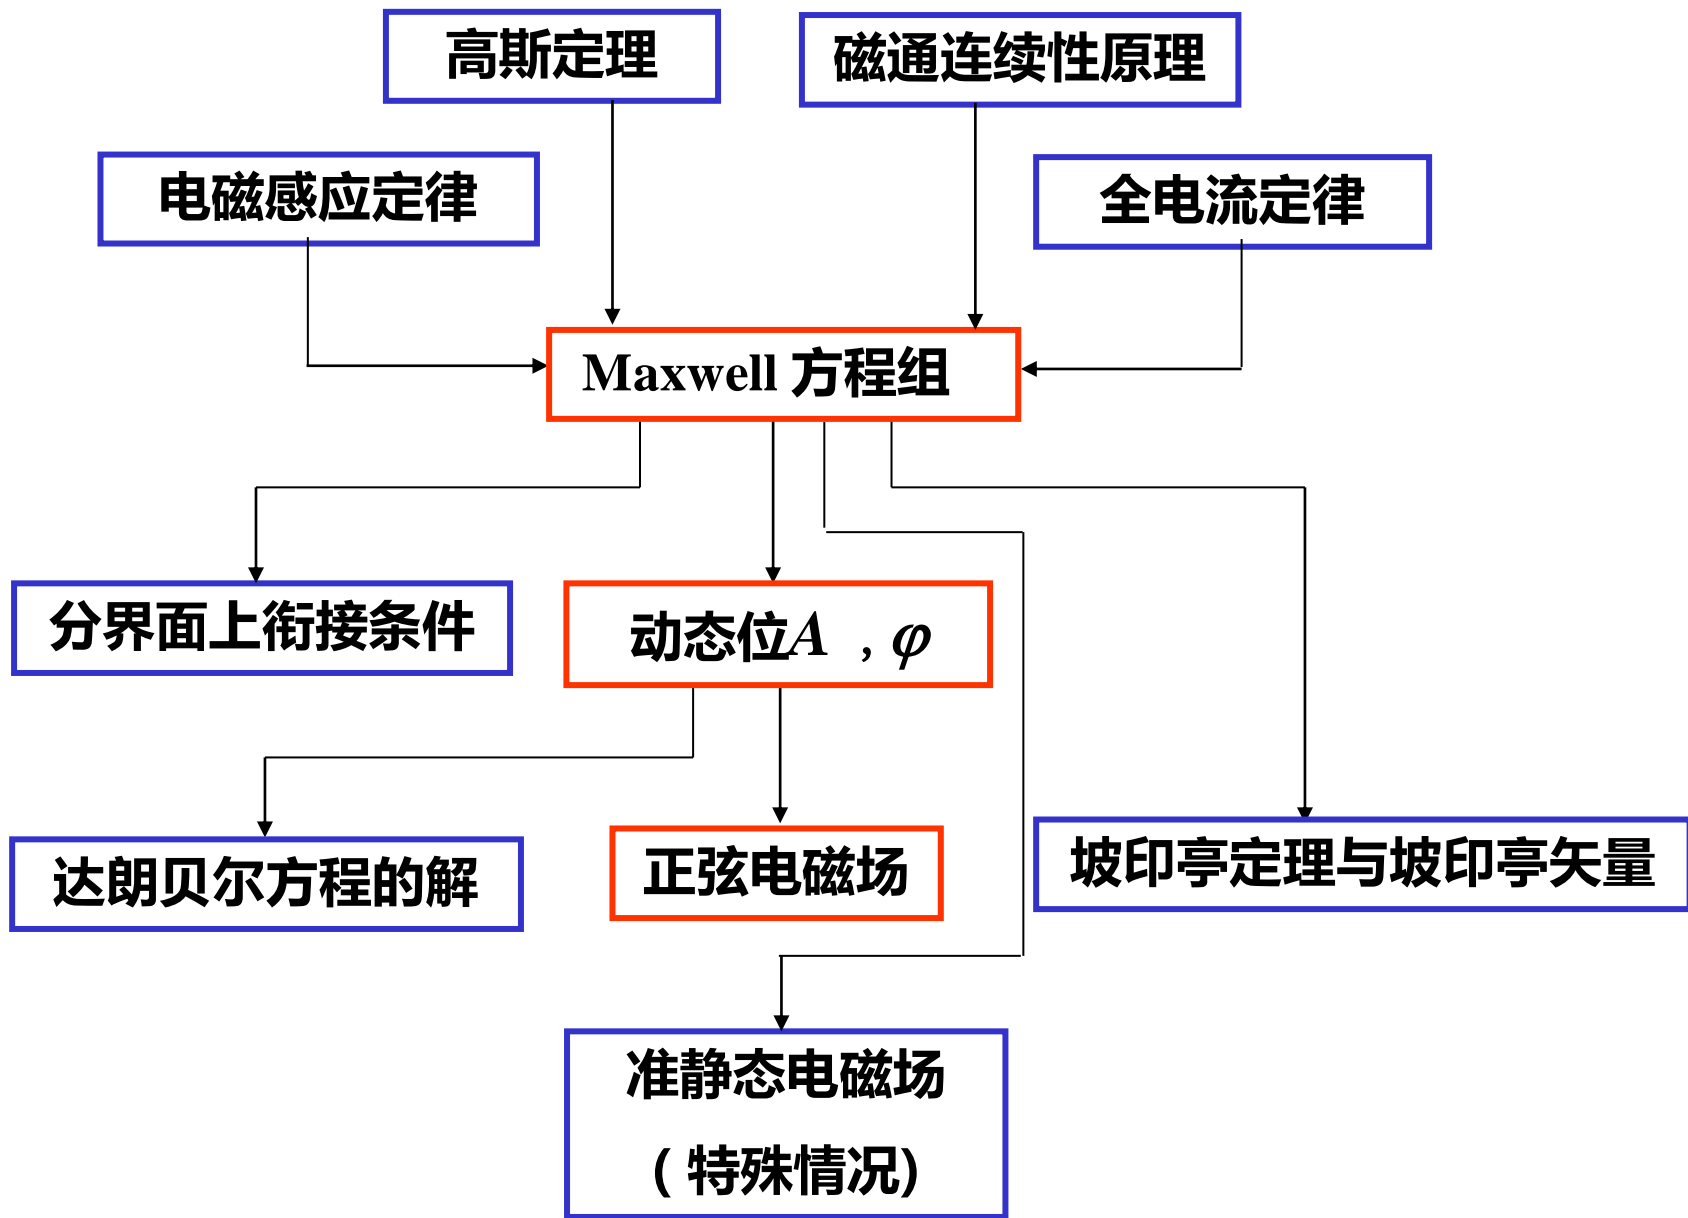 高斯定理
磁通连续性原理
电磁感应定律
全电流定律
Maxwell 方程组
分界面上衔接条件
动态位A , φ
达朗贝尔方程的解
正弦电磁场
坡印亭定理与坡印亭矢量
准静态电磁场
( 特殊情况)